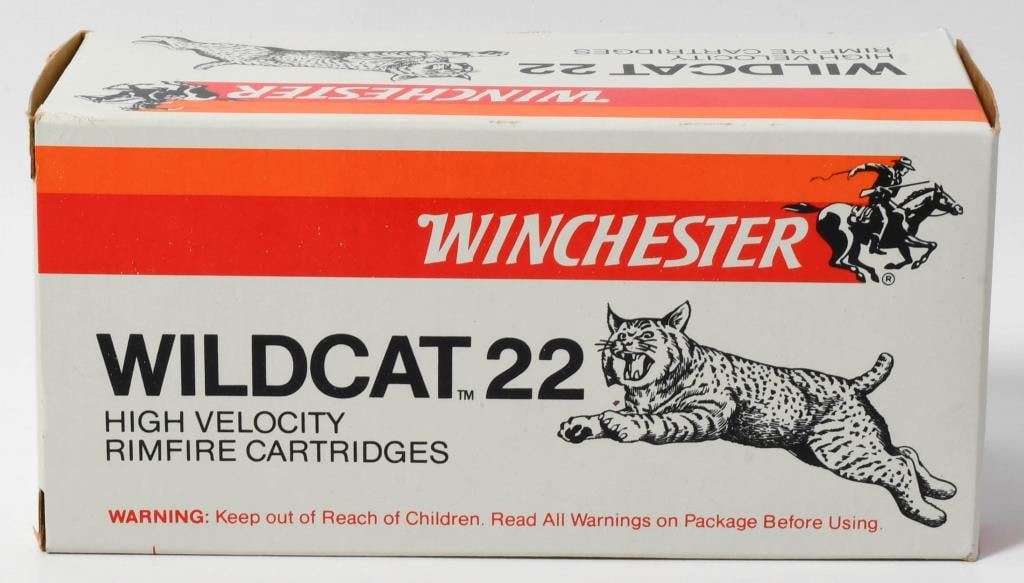 WILDCAT 22
HIGH VELOCITY
RIMFIRE CARTRIDGES
WINCHESTER
WINCHESTER
®
WILDCAT™ 22
HIGH VELOCITY
RIMFIRE CARTRIDGES
WARNING: Keep out of Reach of Children. Read All Warnings on Package Before Using.